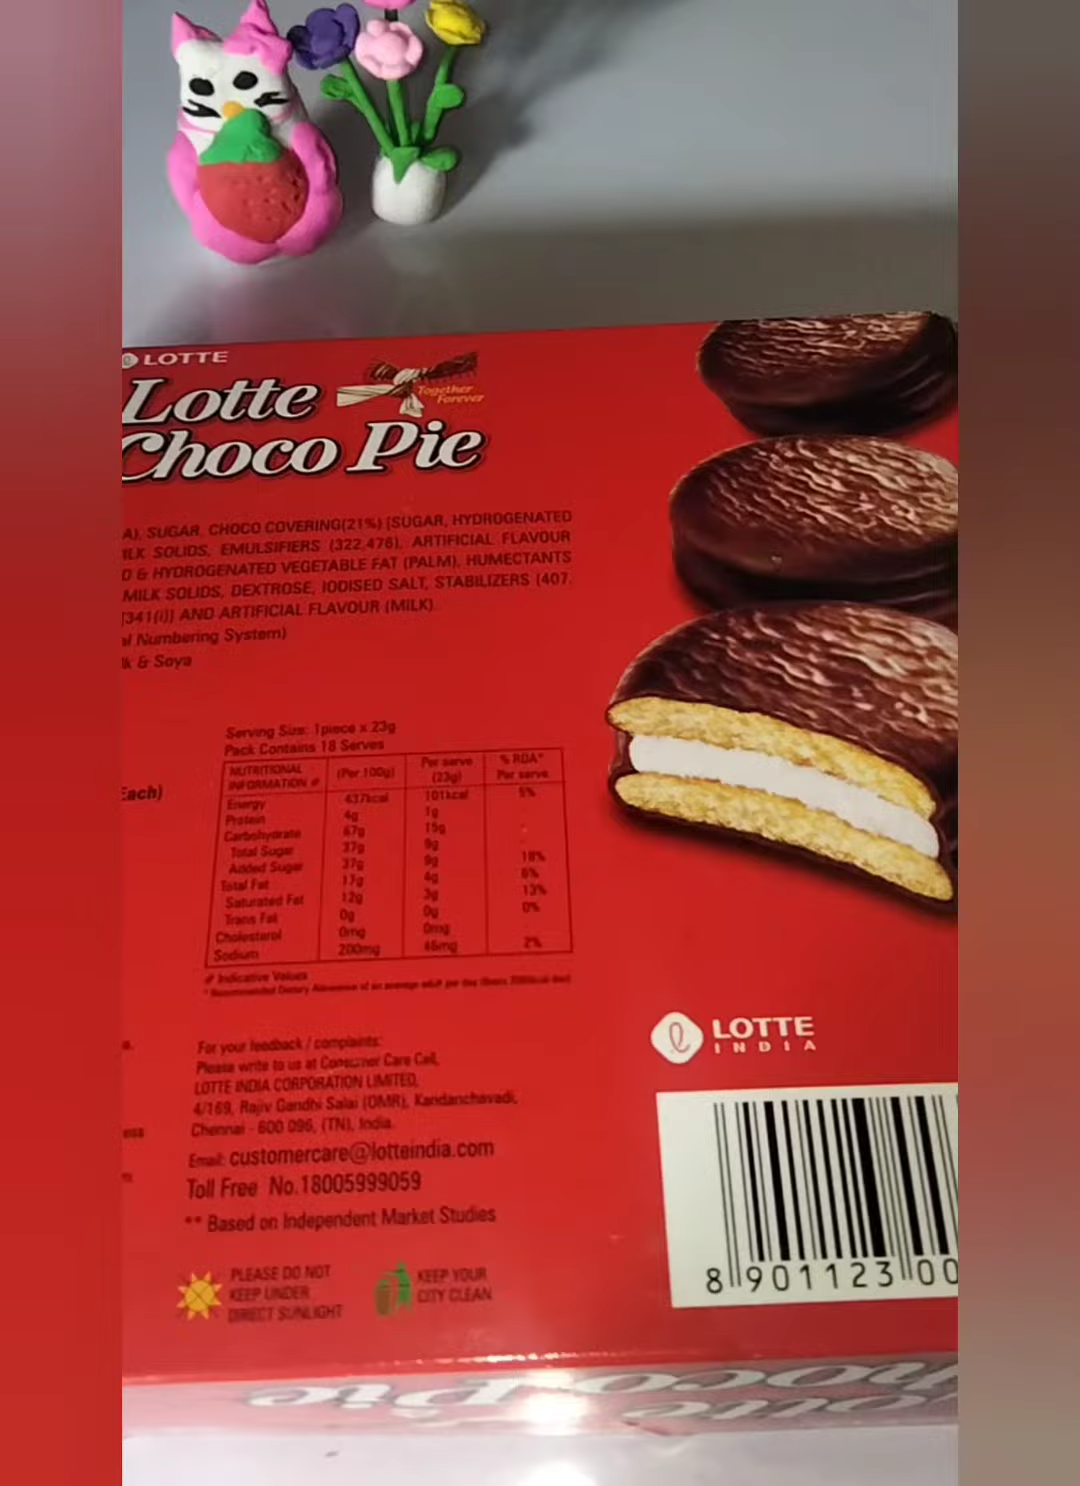 LOTTE
Lotte
Choco Pie
Together
Forever
A), SUGAR, CHOCO COVERING(21%) [SUGAR, HYDROGENATED
ILK SOLIDS, EMULSIFIERS (322,476), ARTIFICIAL FLAVOUR
D & HYDROGENATED VEGETABLE FAT (PALM), HUMECTANTS
MILK SOLIDS, DEXTROSE, IODISED SALT, STABILIZERS [407,
[341(i)] AND ARTIFICIAL FLAVOUR (MILK).
al Numbering System)
lk & Soya
Each)
Serving Size: 1piece x 23g
Pack Contains 18 Serves
NUTRITIONAL INFORMATION # (Per 100g) Per serve (23g) % RDA* Per serve
Energy 437kcal 101kcal 5%
Protein 4g 1g
Carbohydrate 67g 15g
Total Sugar 37g 9g
Added Sugar 37g 9g 18%
Total Fat 17g 4g 6%
Saturated Fat 12g 3g 13%
Trans Fat 0g 0g 0%
Cholesterol 0mg 0mg
Sodium 200mg 46mg 2%
# Indicative Values
For your feedback / complaints:
Please write to us at Consumer Care Cell,
LOTTE INDIA CORPORATION LIMITED,
4/169, Rajiv Gandhi Salai (OMR), Kandanchavadi,
Chennai - 600 096, (TN), India.
Email: customercare@lotteindia.com
Toll Free No.18005999059
** Based on Independent Market Studies
PLEASE DO NOT
KEEP UNDER
DIRECT SUNLIGHT
KEEP YOUR
CITY CLEAN
LOTTE
INDIA
8 901123 00